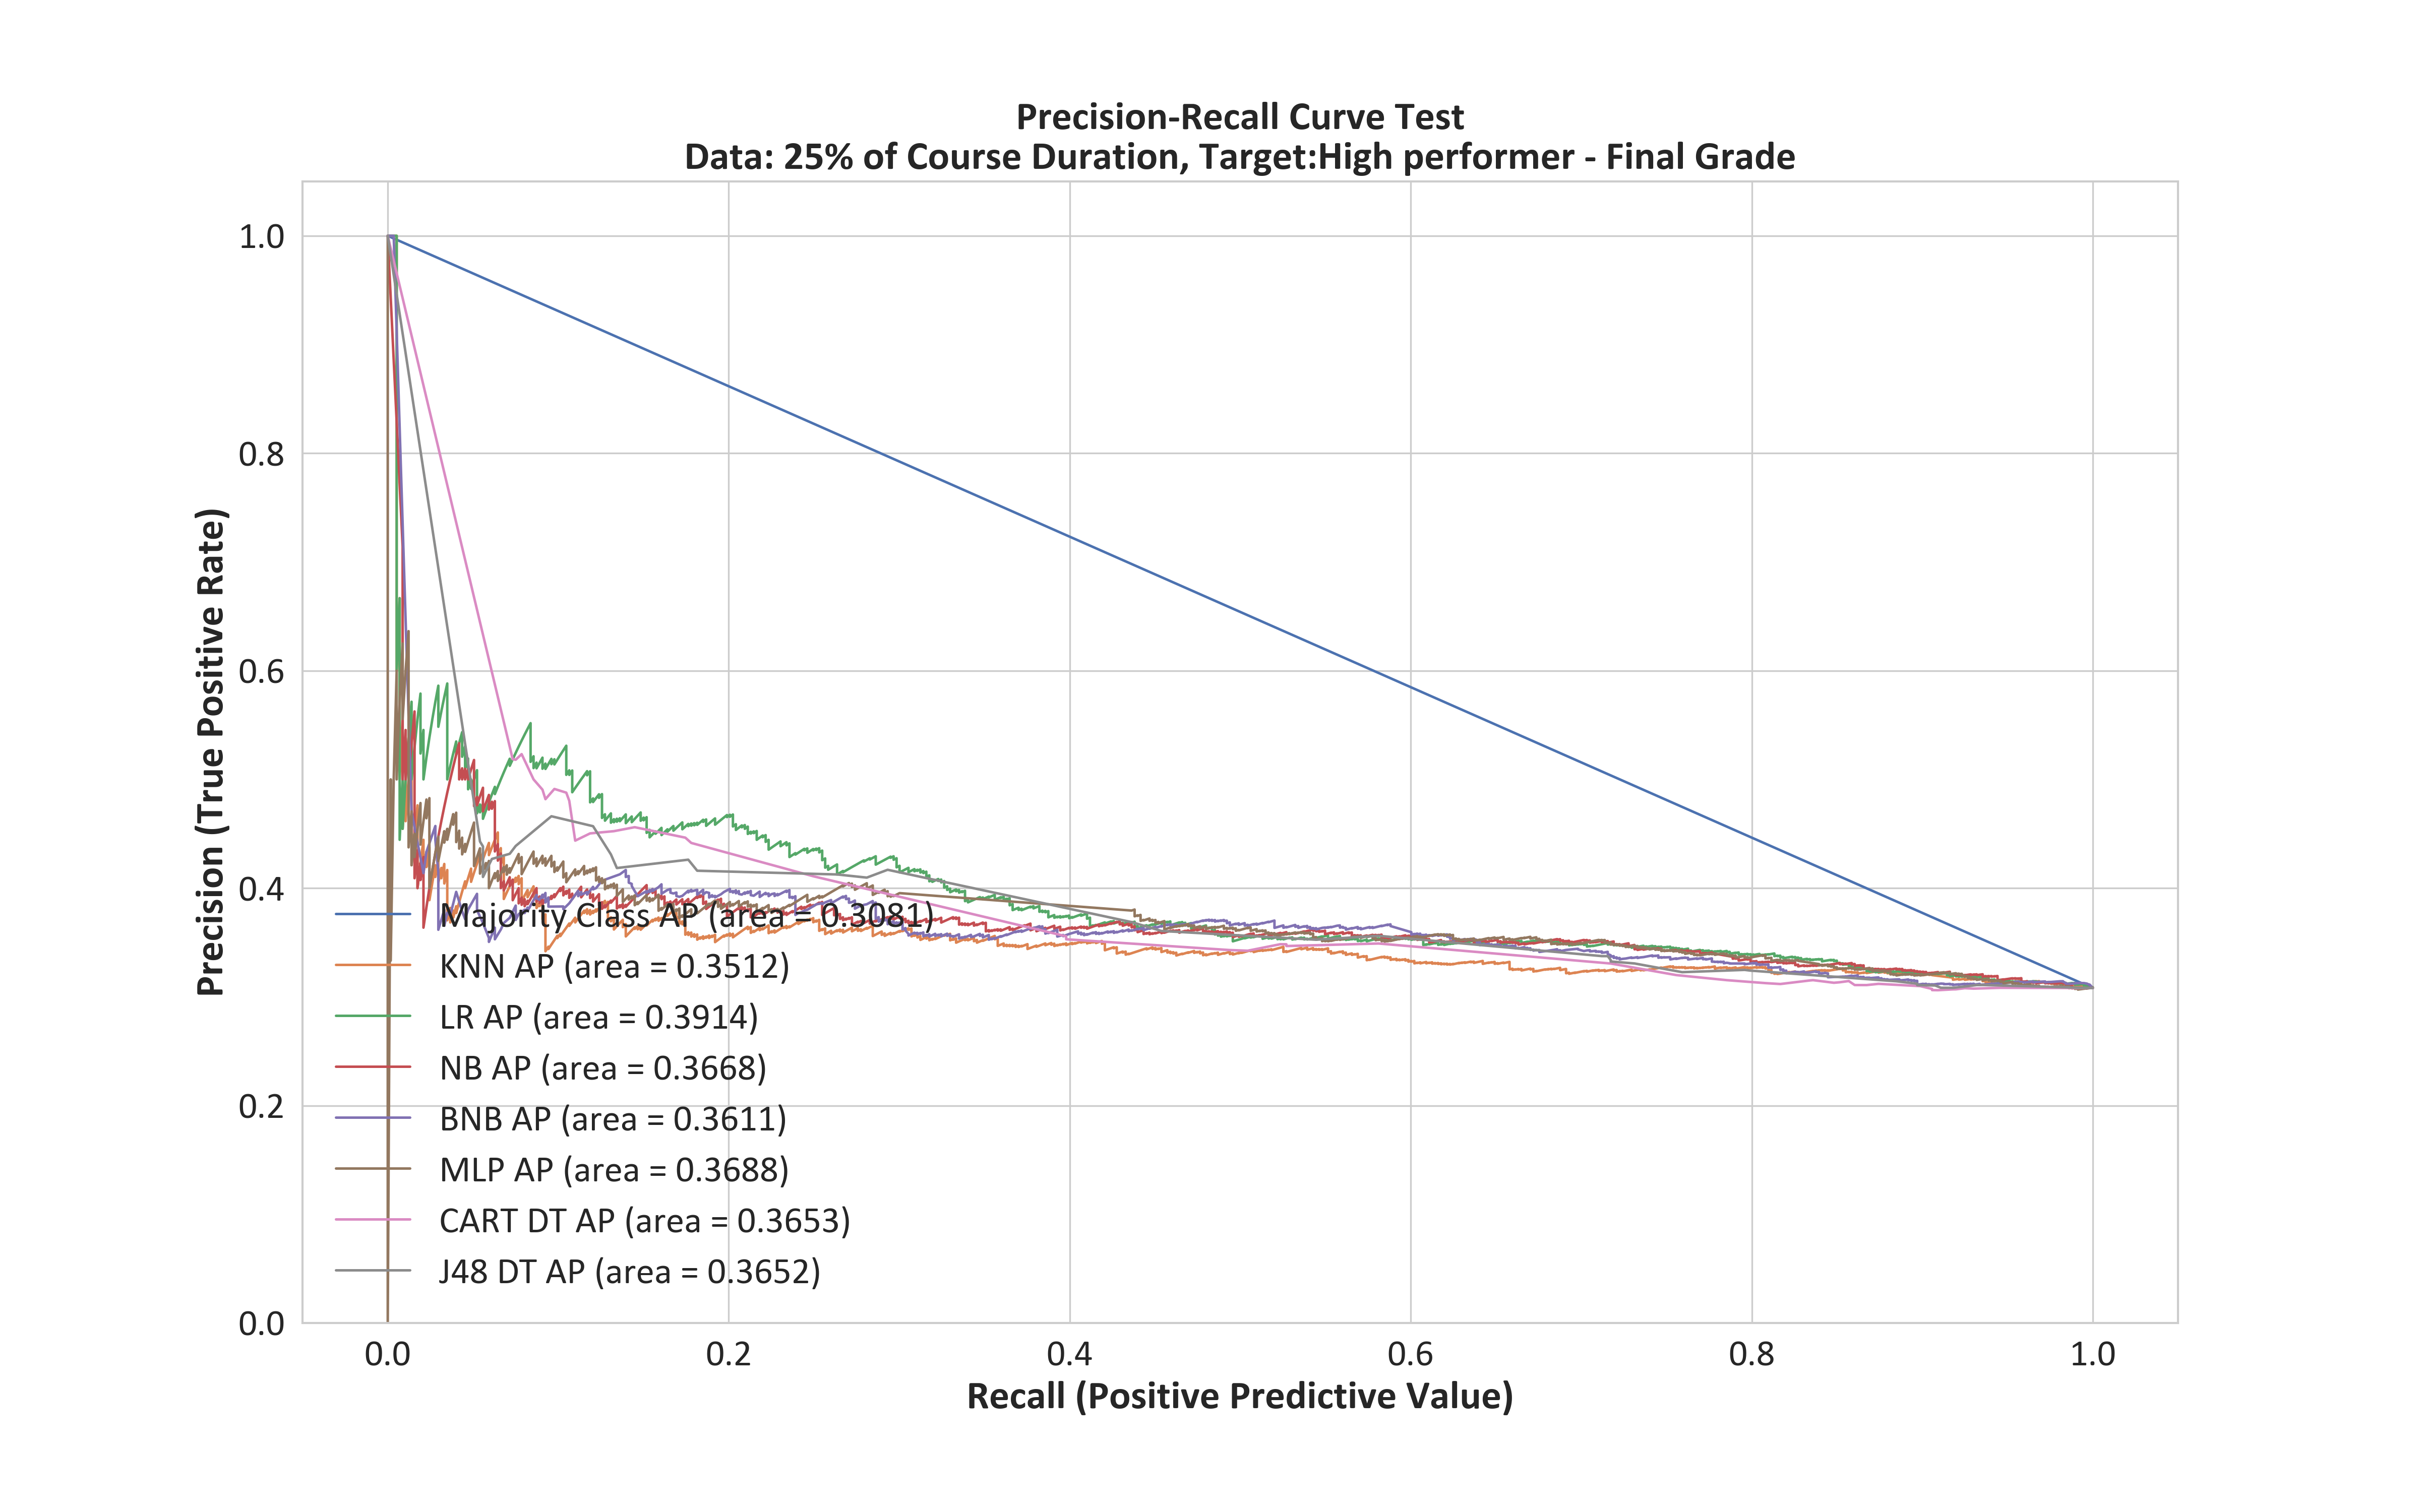 Precision-Recall Curve Test
Data: 25% of Course Duration, Target:High performer - Final Grade
Precision (True Positive Rate)
1.0
0.8
0.6
0.4
0.2
0.0
Majority Class AP (area = 0.3081)
KNN AP (area = 0.3512)
LR AP (area = 0.3914)
NB AP (area = 0.3668)
BNB AP (area = 0.3611)
MLP AP (area = 0.3688)
CART DT AP (area = 0.3653)
J48 DT AP (area = 0.3652)
0.0 0.2 0.4 0.6 0.8 1.0
Recall (Positive Predictive Value)